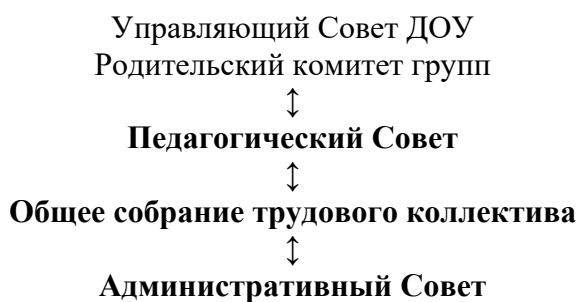 Управляющий Совет ДОУ
Родительский комитет групп
↕
Педагогический Совет
↕
Общее собрание трудового коллектива
↕
Административный Совет